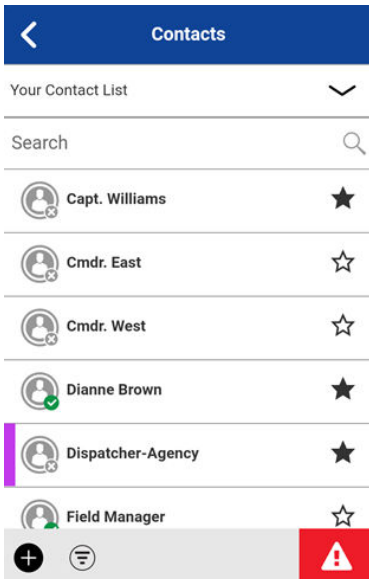 Contacts
Your Contact List
Search
Capt. Williams
Cmdr. East
Cmdr. West
Dianne Brown
Dispatcher-Agency
Field Manager